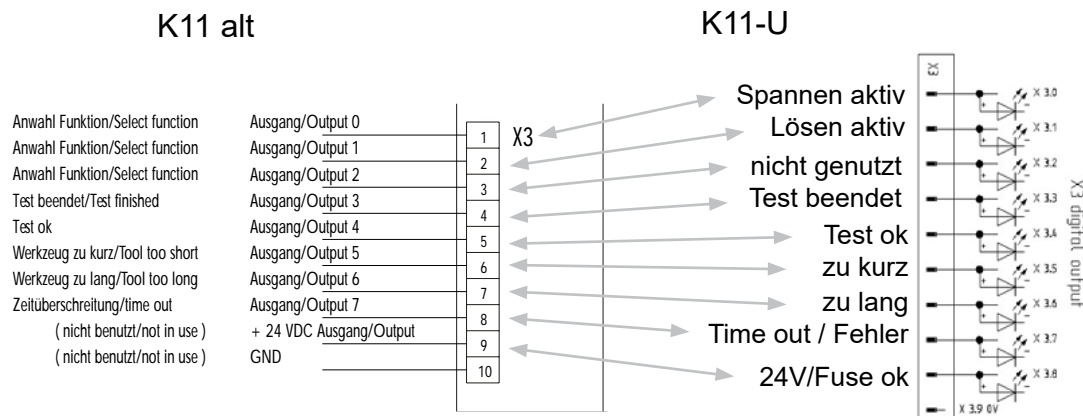 K11 alt
K11-U
Anwahl Funktion/Select function Ausgang/Output 0
Anwahl Funktion/Select function Ausgang/Output 1
Anwahl Funktion/Select function Ausgang/Output 2
Test beendet/Test finished Ausgang/Output 3
Test ok Ausgang/Output 4
Werkzeug zu kurz/Tool too short Ausgang/Output 5
Werkzeug zu lang/Tool too long Ausgang/Output 6
Zeitüberschreitung/time out Ausgang/Output 7
( nicht benutzt/not in use ) + 24 VDC Ausgang/Output
( nicht benutzt/not in use ) GND
X3
1
2
3
4
5
6
7
8
9
10
Spannen aktiv
Lösen aktiv
nicht genutzt
Test beendet
Test ok
zu kurz
zu lang
Time out / Fehler
24V/Fuse ok
X3
+ - X 3.0
+ - X 3.1
+ - X 3.2
+ - X 3.3
+ - X 3.4
+ - X 3.5
+ - X 3.6
+ - X 3.7
+ - X 3.8
X 3.9 0V
X3 digital output